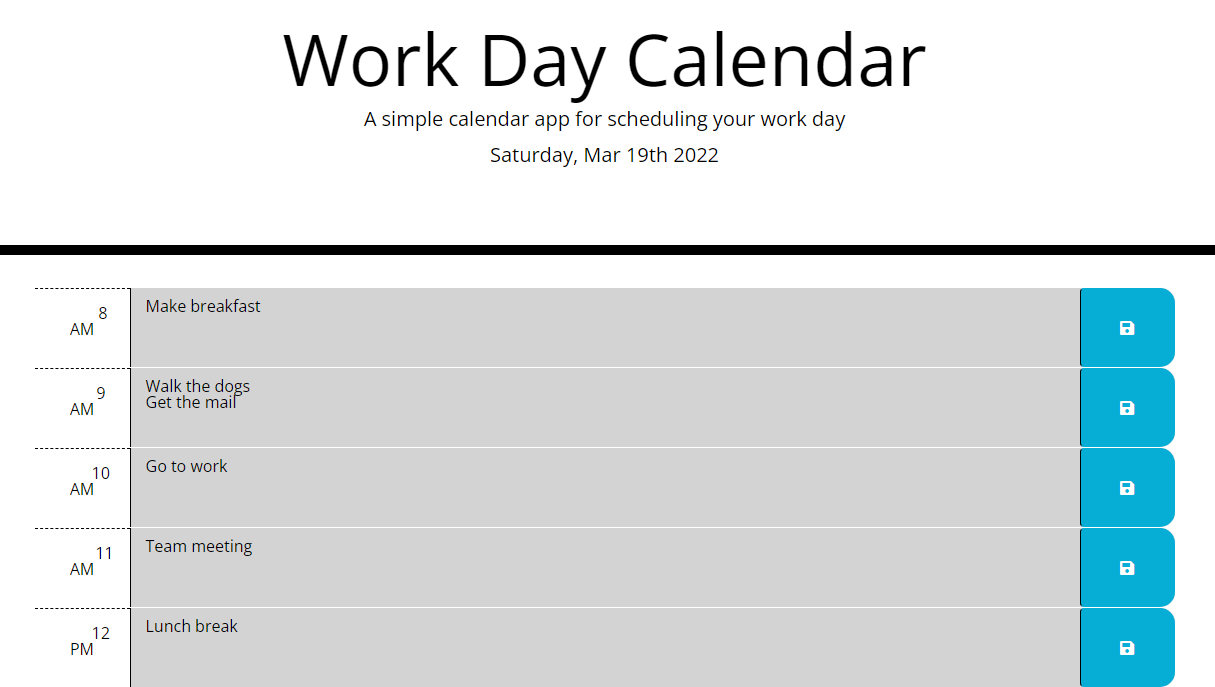 Work Day Calendar
A simple calendar app for scheduling your work day
Saturday, Mar 19th 2022
8
AM
Make breakfast
9
AM
Walk the dogs
Get the mail
10
AM
Go to work
11
AM
Team meeting
12
PM
Lunch break